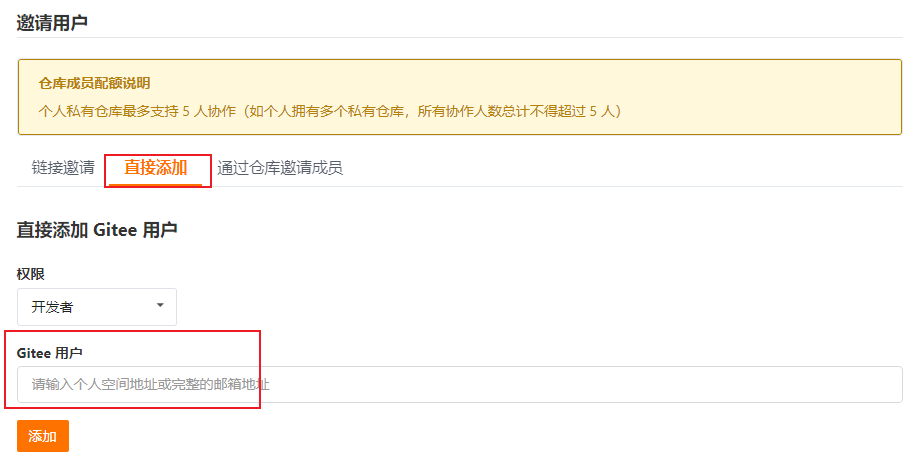 邀请用户
仓库成员配额说明
个人私有仓库最多支持 5 人协作（如个人拥有多个私有仓库，所有协作人数总计不得超过 5 人）
链接邀请 直接添加 通过仓库邀请成员
直接添加 Gitee 用户
权限
开发者
Gitee 用户
请输入个人空间地址或完整的邮箱地址
添加